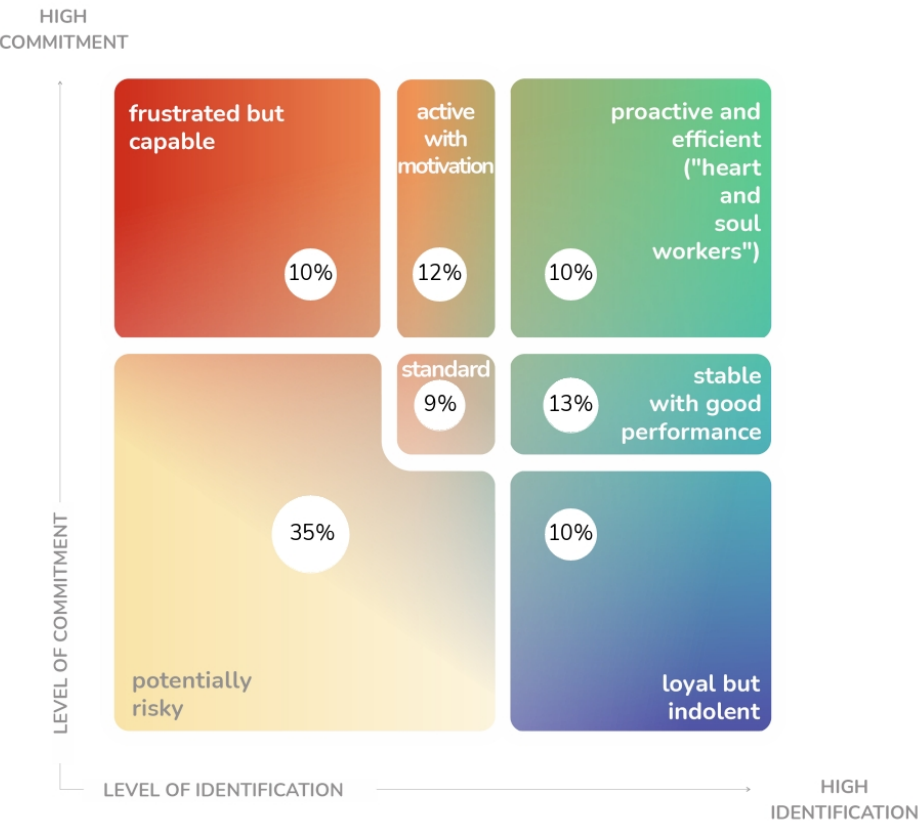 HIGH
COMMITMENT
frustrated but
capable
10%
active
with
motivation
12%
proactive and
efficient
("heart
and
soul
workers")
10%
standard
9%
stable
with good
performance
13%
35%
potentially
risky
10%
loyal but
indolent
LEVEL OF COMMITMENT
LEVEL OF IDENTIFICATION
HIGH
IDENTIFICATION